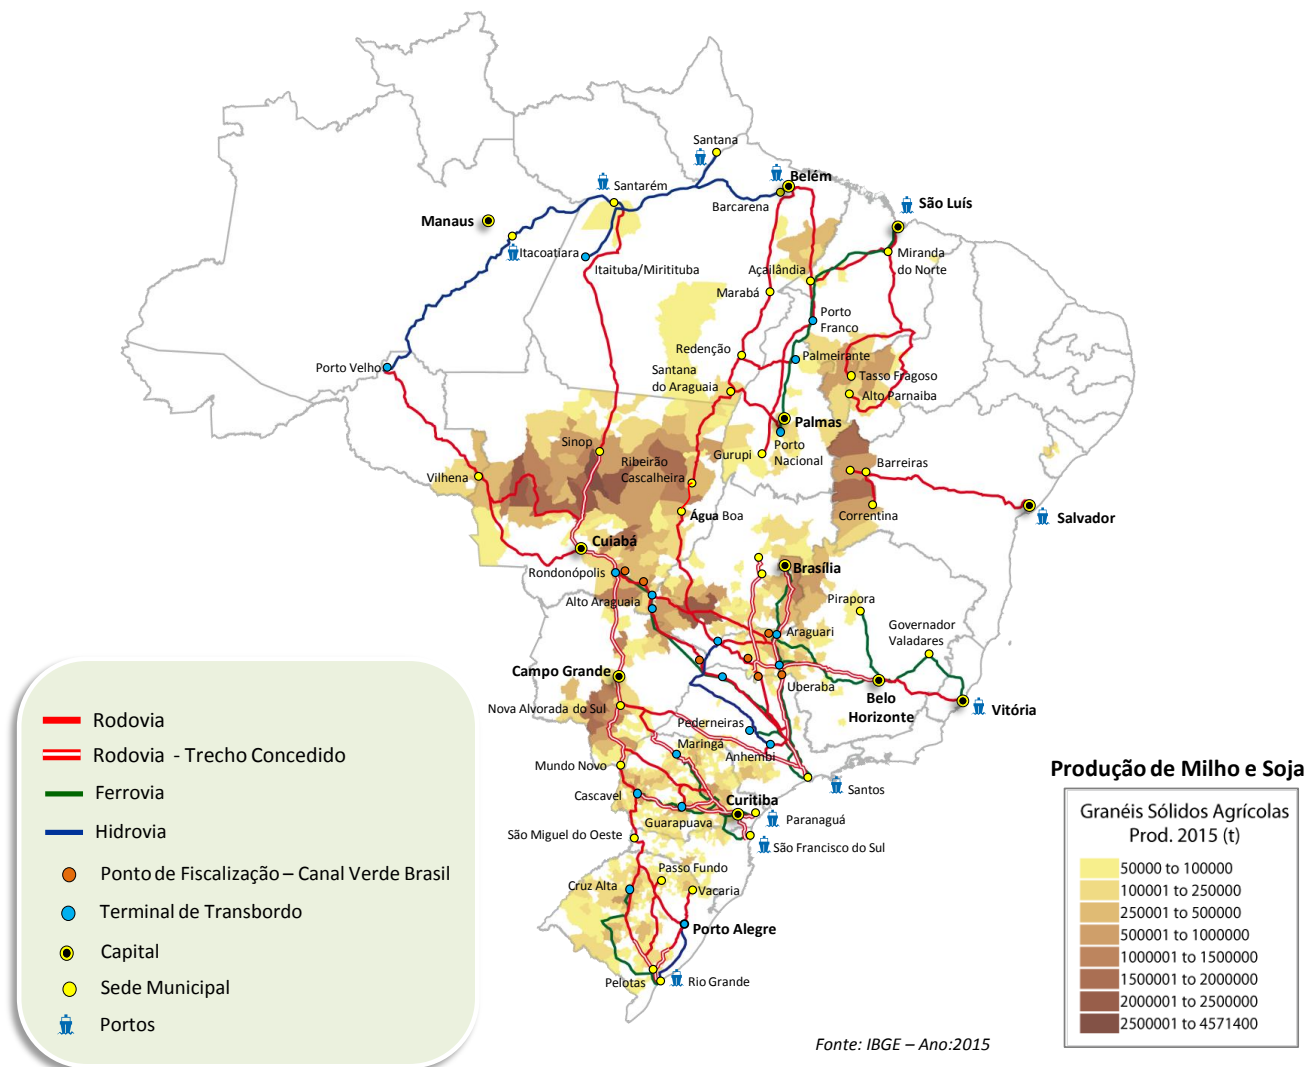 Santana
Belém
Santarém
Barcarena
São Luís
Manaus
Itacoatiara
Itaituba/Miritituba
Açailândia
Miranda
do Norte
Marabá
Porto
Franco
Redenção
Palmeirante
Porto Velho
Santana
do Araguaia
Tasso Fragoso
Alto Parnaiba
Palmas
Sinop
Porto
Nacional
Gurupi
Ribeirão
Cascalheira
Barreiras
Vilhena
Água Boa
Correntina
Salvador
Cuiabá
Brasília
Rondonópolis
Pirapora
Alto Araguaia
Araguari
Governador
Valadares
Campo Grande
Uberaba
Belo
Horizonte
Vitória
Nova Alvorada do Sul
Pederneiras
Maringá
Anhembi
Mundo Novo
Santos
Cascavel
Curitiba
Guarapuava
Paranaguá
São Miguel do Oeste
São Francisco do Sul
Passo Fundo
Cruz Alta
Vacaria
Porto Alegre
Pelotas
Rio Grande
Rodovia
Rodovia - Trecho Concedido
Ferrovia
Hidrovia
Ponto de Fiscalização – Canal Verde Brasil
Terminal de Transbordo
Capital
Sede Municipal
Portos
Produção de Milho e Soja
Granéis Sólidos Agrícolas
Prod. 2015 (t)
50000 to 100000
100001 to 250000
250001 to 500000
500001 to 1000000
1000001 to 1500000
1500001 to 2000000
2000001 to 2500000
2500001 to 4571400
Fonte: IBGE – Ano:2015